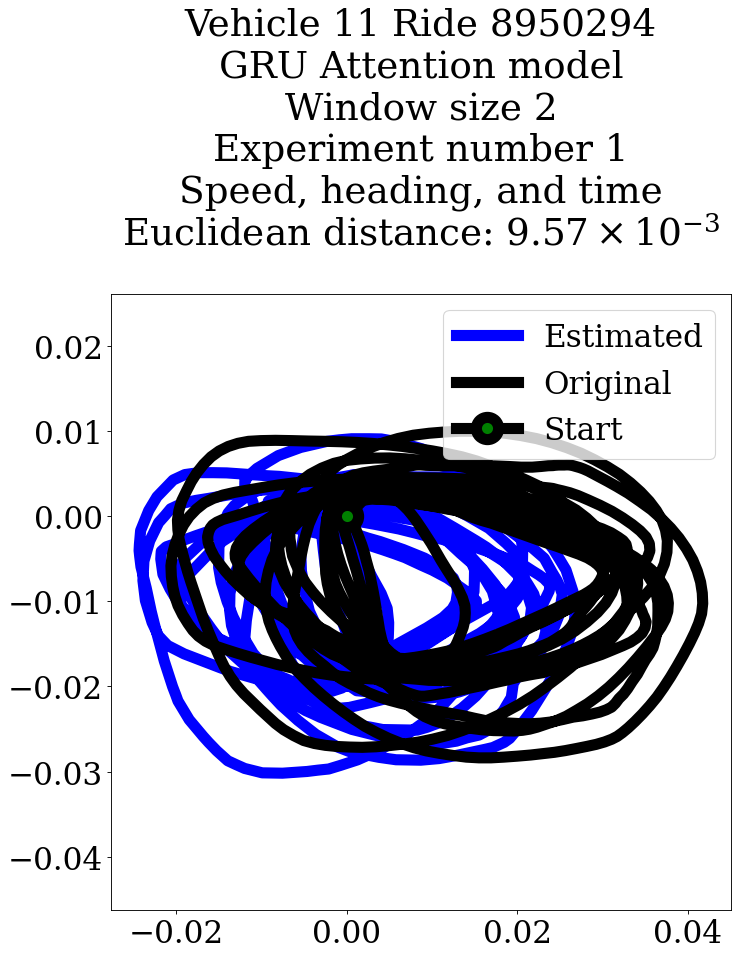 Vehicle 11 Ride 8950294
GRU Attention model
Window size 2
Experiment number 1
Speed, heading, and time
Euclidean distance: 9.57 × 10⁻³
Estimated
Original
Start
0.02
0.01
0.00
−0.01
−0.02
−0.03
−0.04
−0.02 0.00 0.02 0.04